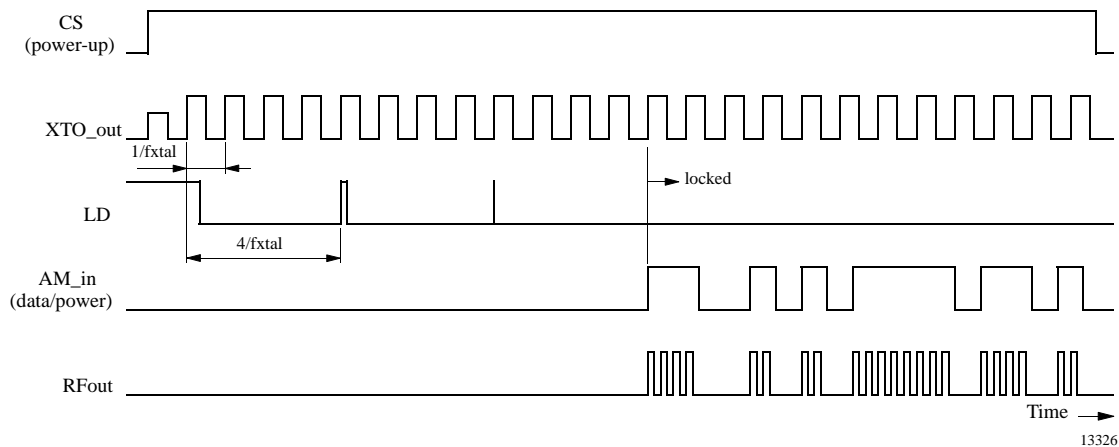 CS
(power-up)
XTO_out
1/fxtal
locked
LD
4/fxtal
AM_in
(data/power)
RFout
Time
13326